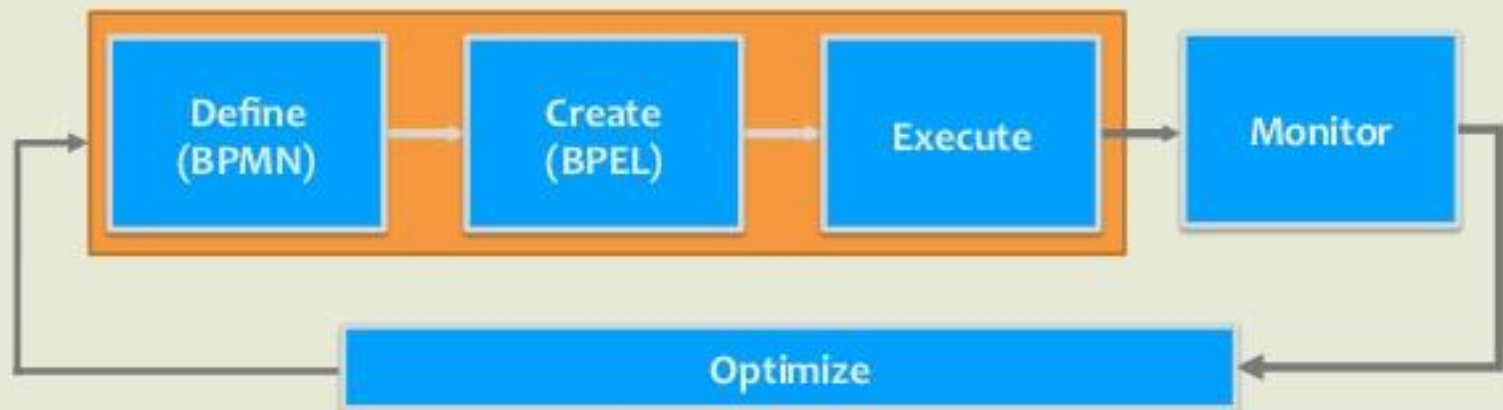 Define
(BPMN)
Create
(BPEL)
Execute
Monitor
Optimize